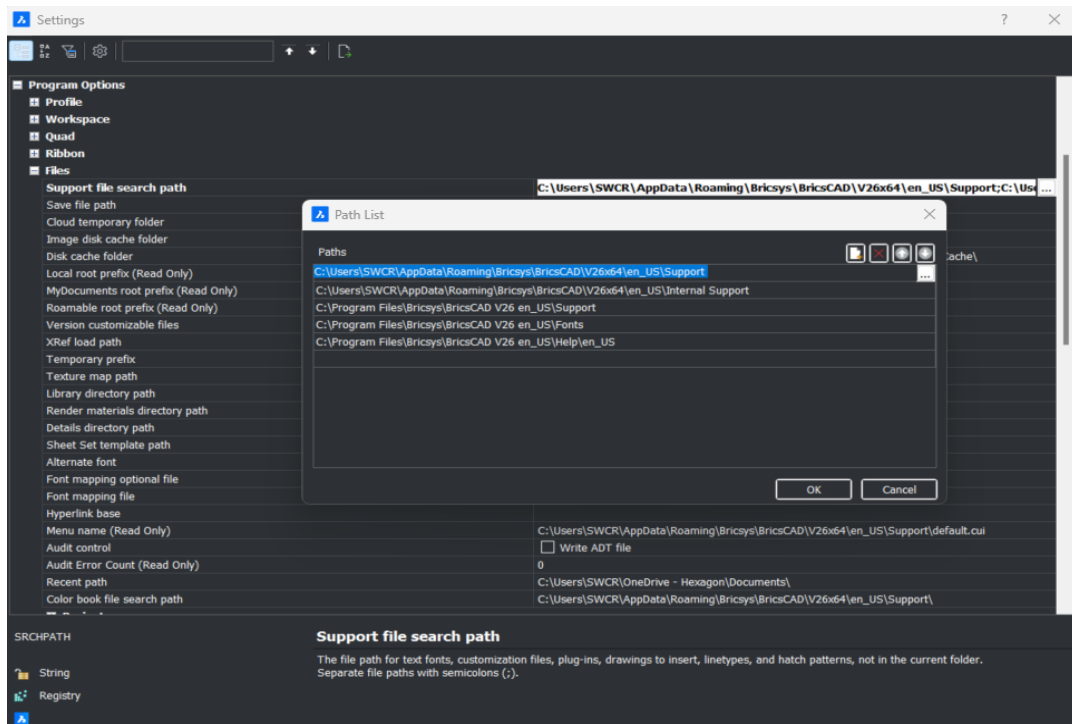 Settings
?
Program Options
Profile
Workspace
Quad
Ribbon
Files
Support file search path C:\Users\SWCR\AppData\Roaming\Bricsys\BricsCAD\V26x64\en_US\Support;C:\Use ...
Save file path
Cloud temporary folder
Image disk cache folder
Disk cache folder ache\
Local root prefix (Read Only)
MyDocuments root prefix (Read Only)
Roamable root prefix (Read Only)
Version customizable files
XRef load path
Temporary prefix
Texture map path
Library directory path
Render materials directory path
Details directory path
Sheet Set template path
Alternate font
Font mapping optional file
Font mapping file
Hyperlink base
Menu name (Read Only) C:\Users\SWCR\AppData\Roaming\Bricsys\BricsCAD\V26x64\en_US\Support\default.cui
Audit control Write ADT file
Audit Error Count (Read Only) 0
Recent path C:\Users\SWCR\OneDrive - Hexagon\Documents\
Color book file search path C:\Users\SWCR\AppData\Roaming\Bricsys\BricsCAD\V26x64\en_US\Support\
Path List
Paths
C:\Users\SWCR\AppData\Roaming\Bricsys\BricsCAD\V26x64\en_US\Support ...
C:\Users\SWCR\AppData\Roaming\Bricsys\BricsCAD\V26x64\en_US\Internal Support
C:\Program Files\Bricsys\BricsCAD V26 en_US\Support
C:\Program Files\Bricsys\BricsCAD V26 en_US\Fonts
C:\Program Files\Bricsys\BricsCAD V26 en_US\Help\en_US
OK Cancel
SRCHPATH
String
Registry
Support file search path
The file path for text fonts, customization files, plug-ins, drawings to insert, linetypes, and hatch patterns, not in the current folder.
Separate file paths with semicolons (;).